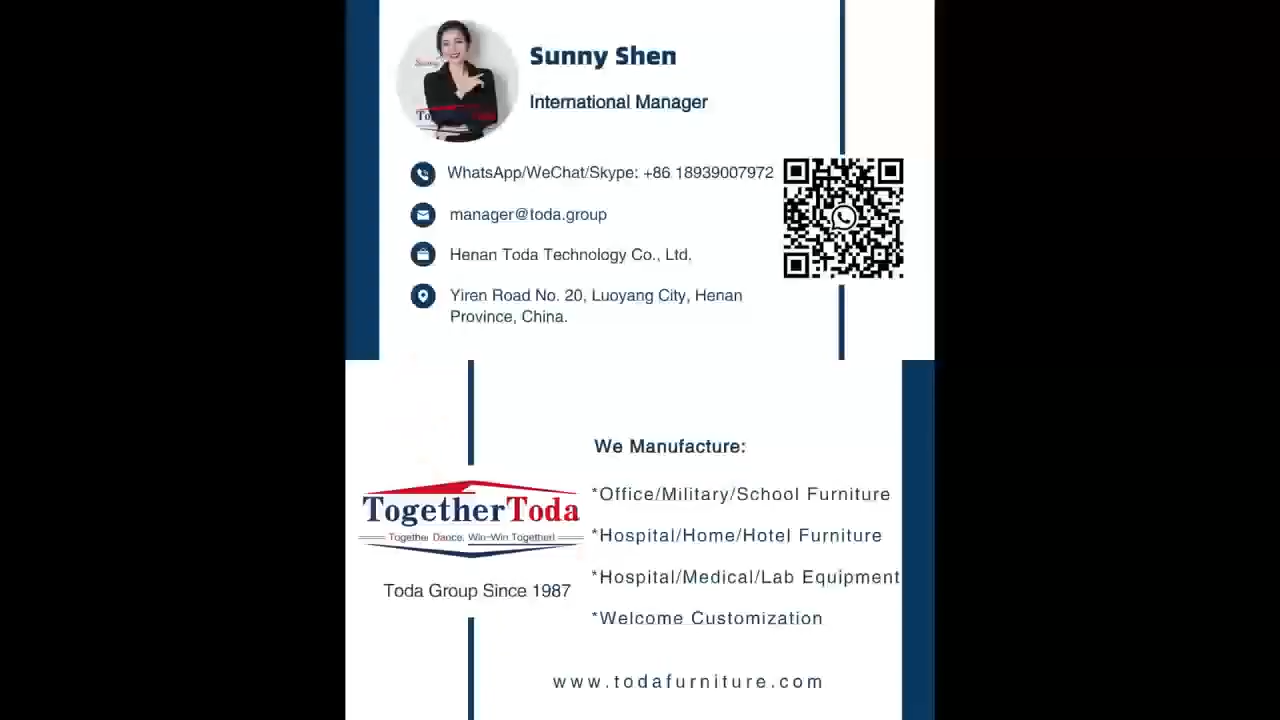 Sunny Shen
International Manager
Sunny
WhatsApp/WeChat/Skype: +86 18939007972
manager@toda.group
Henan Toda Technology Co., Ltd.
Yiren Road No. 20, Luoyang City, Henan
Province, China.
We Manufacture:
*Office/Military/School Furniture
TogetherToda
Together Dance, Win-Win Together!
*Hospital/Home/Hotel Furniture
*Hospital/Medical/Lab Equipment
Toda Group Since 1987
*Welcome Customization
www.todafurniture.com